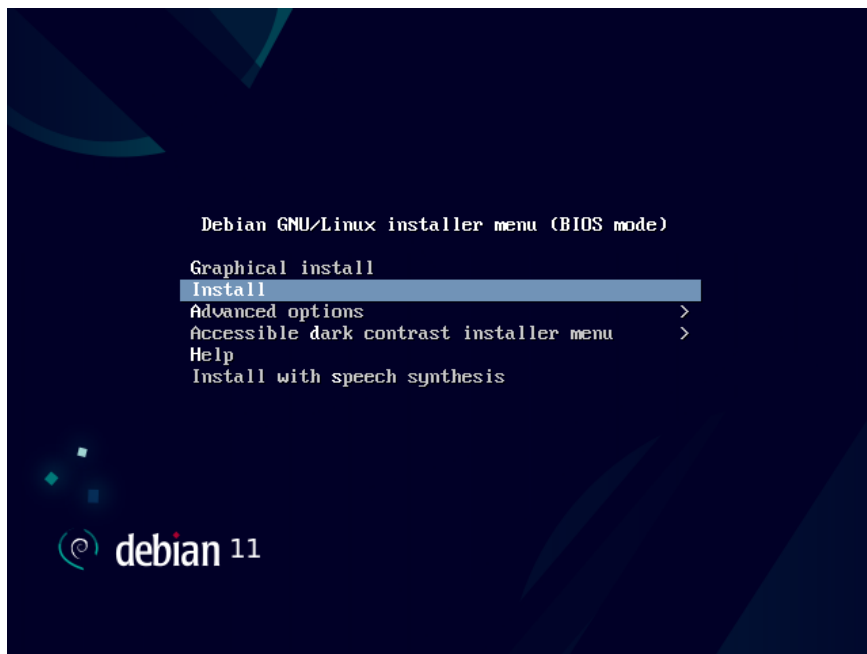 Debian GNU/Linux installer menu (BIOS mode)
Graphical install
Install
Advanced options >
Accessible dark contrast installer menu >
Help
Install with speech synthesis
debian 11